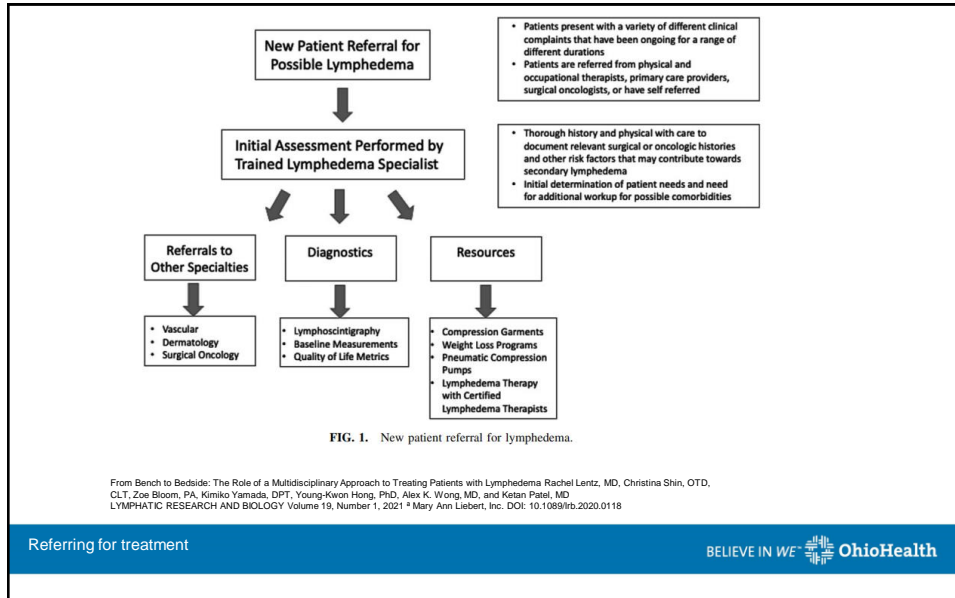 New Patient Referral for
Possible Lymphedema
• Patients present with a variety of different clinical
complaints that have been ongoing for a range of
different durations
• Patients are referred from physical and
occupational therapists, primary care providers,
surgical oncologists, or have self referred
Initial Assessment Performed by
Trained Lymphedema Specialist
• Thorough history and physical with care to
document relevant surgical or oncologic histories
and other risk factors that may contribute towards
secondary lymphedema
• Initial determination of patient needs and need
for additional workup for possible comorbidities
Referrals to
Other Specialties
Diagnostics
Resources
• Vascular
• Dermatology
• Surgical Oncology
• Lymphoscintigraphy
• Baseline Measurements
• Quality of Life Metrics
• Compression Garments
• Weight Loss Programs
• Pneumatic Compression
Pumps
• Lymphedema Therapy
with Certified
Lymphedema Therapists
FIG. 1. New patient referral for lymphedema.
From Bench to Bedside: The Role of a Multidisciplinary Approach to Treating Patients with Lymphedema Rachel Lentz, MD, Christina Shin, OTD,
CLT, Zoe Bloom, PA, Kimiko Yamada, DPT, Young-Kwon Hong, PhD, Alex K. Wong, MD, and Ketan Patel, MD
LYMPHATIC RESEARCH AND BIOLOGY Volume 19, Number 1, 2021 ª Mary Ann Liebert, Inc. DOI: 10.1089/lrb.2020.0118
Referring for treatment
BELIEVE IN WE℠ OhioHealth